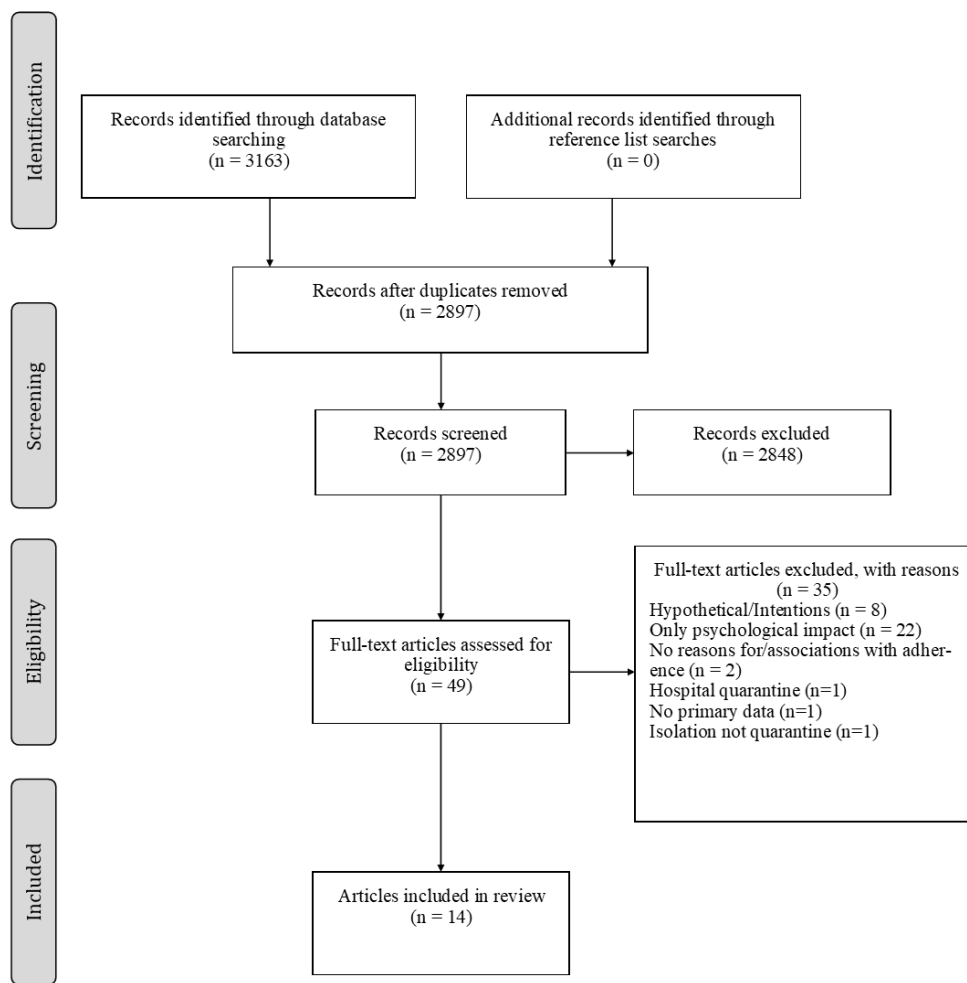 Identification
Records identified through database
searching
(n = 3163)
Additional records identified through
reference list searches
(n = 0)
Records after duplicates removed
(n = 2897)
Screening
Records screened
(n = 2897)
Records excluded
(n = 2848)
Eligibility
Full-text articles assessed for
eligibility
(n = 49)
Full-text articles excluded, with reasons
(n = 35)
Hypothetical/Intentions (n = 8)
Only psychological impact (n = 22)
No reasons for/associations with adher-
ence (n = 2)
Hospital quarantine (n=1)
No primary data (n=1)
Isolation not quarantine (n=1)
Included
Articles included in review
(n = 14)